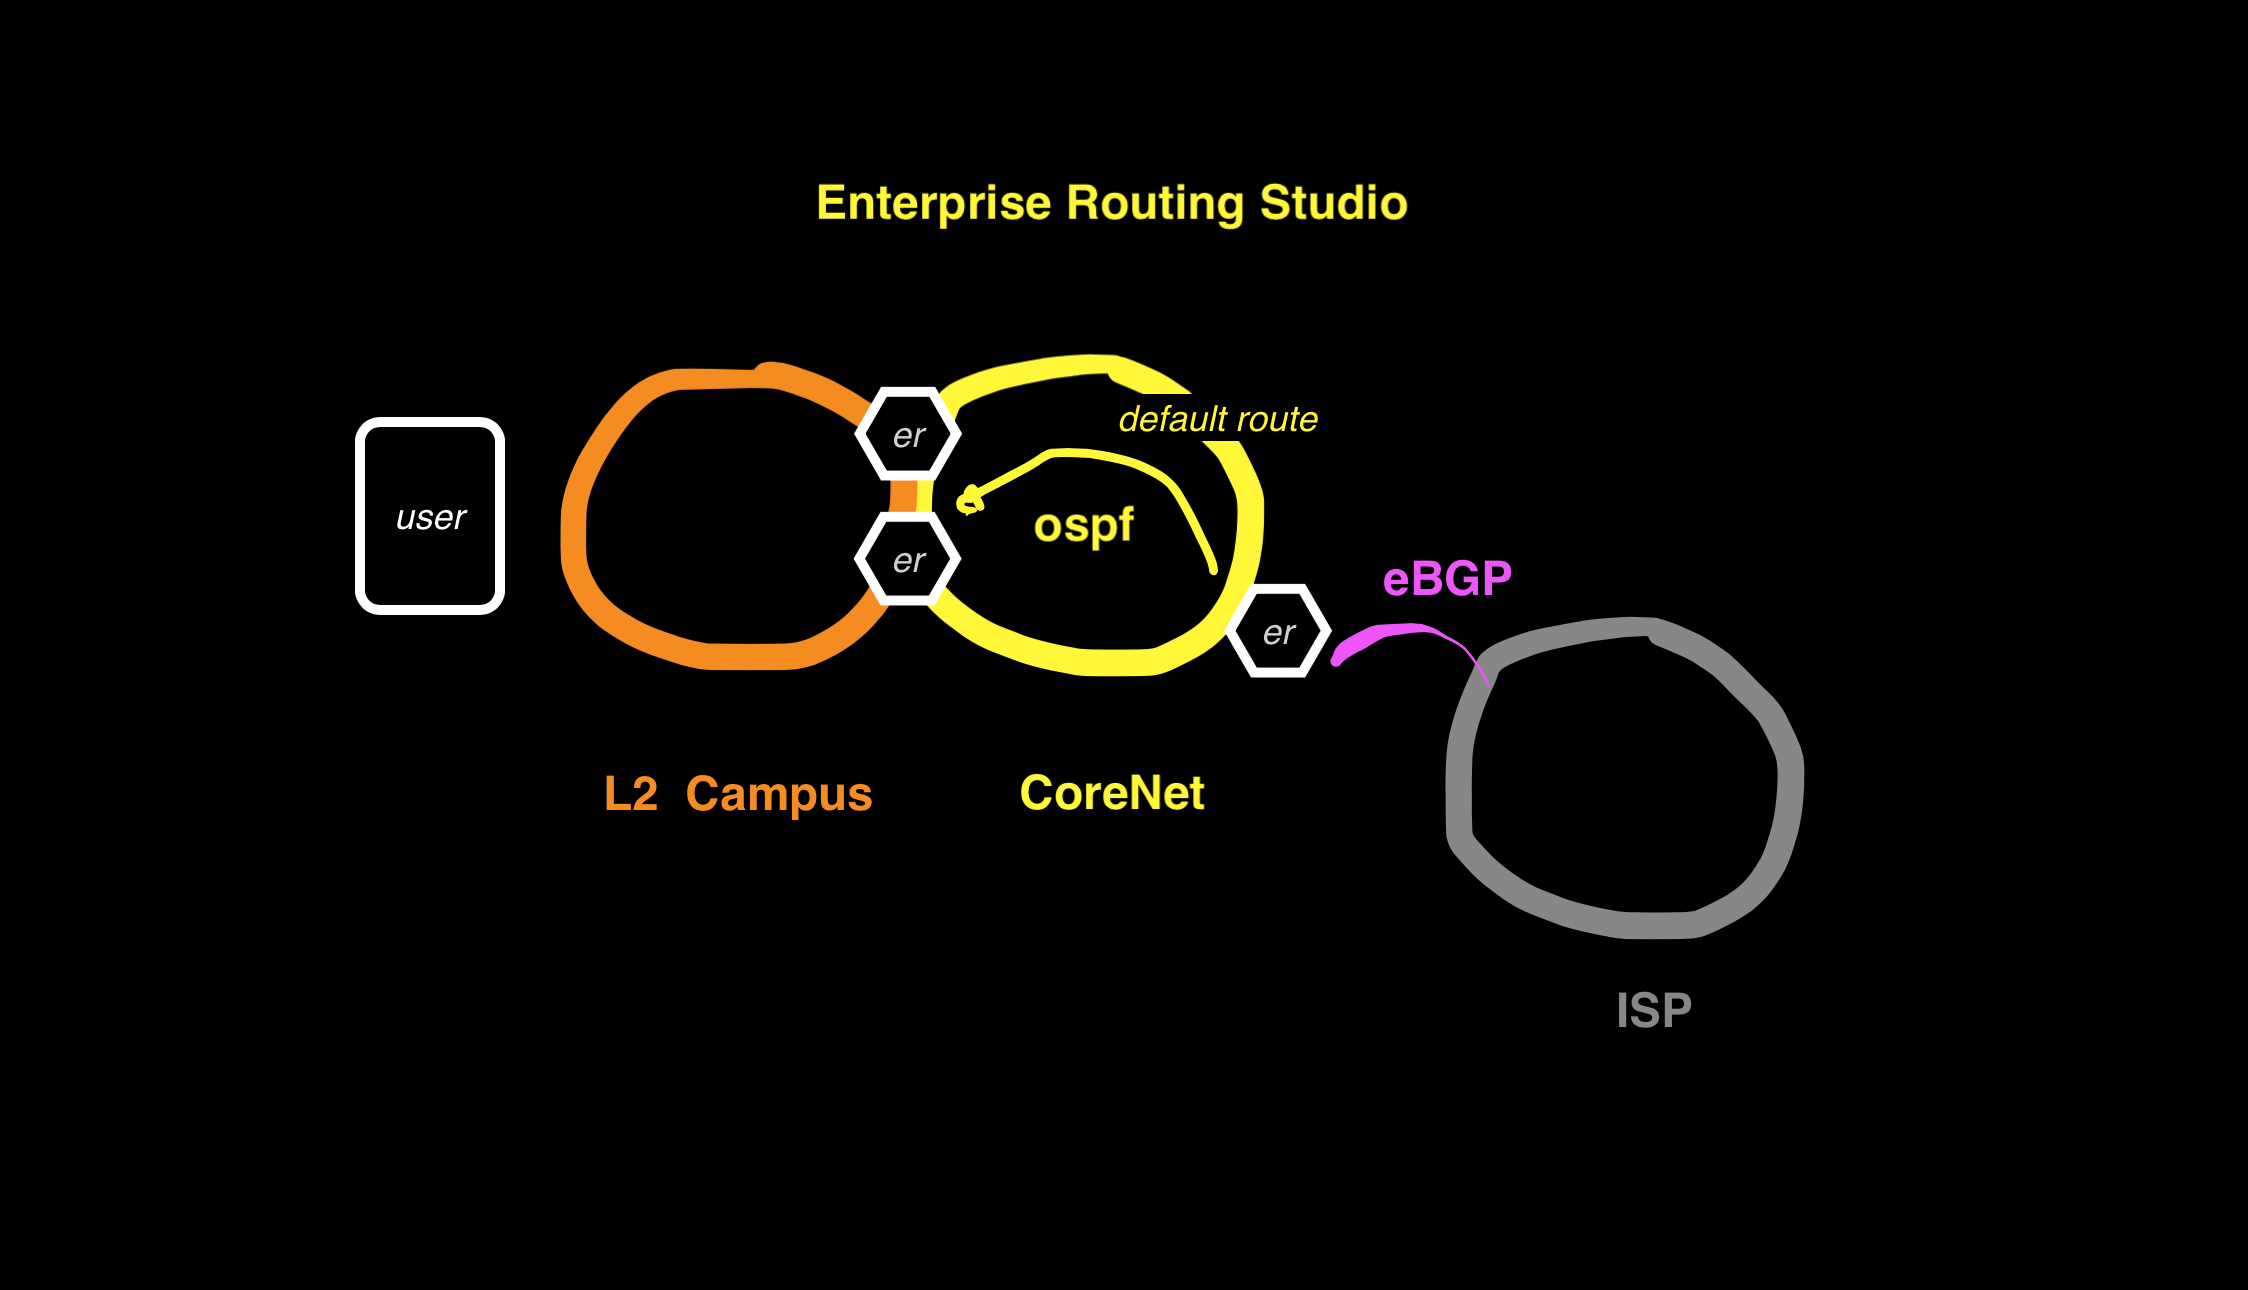 Enterprise Routing Studio
default route
er
user
ospf
er
eBGP
er
L2  Campus
CoreNet
ISP